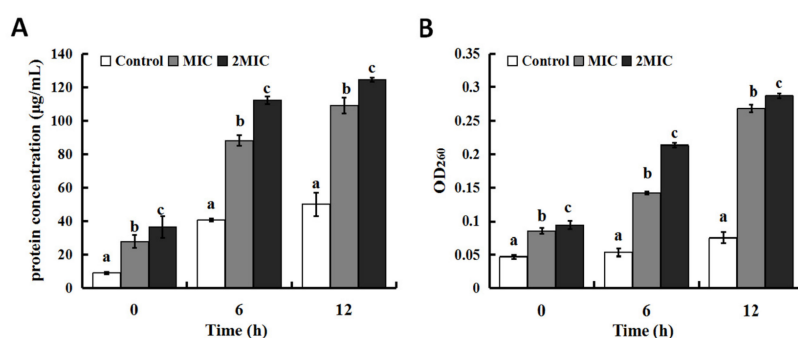 A
Control MIC 2MIC
protein concentration (µg/mL)
140
120
100
80
60
40
20
0
a b c
a b c
a b c
0 6 12
Time (h)
B
Control MIC 2MIC
OD260
0.35
0.3
0.25
0.2
0.15
0.1
0.05
0
a b c
a b c
a b c
0 6 12
Time (h)